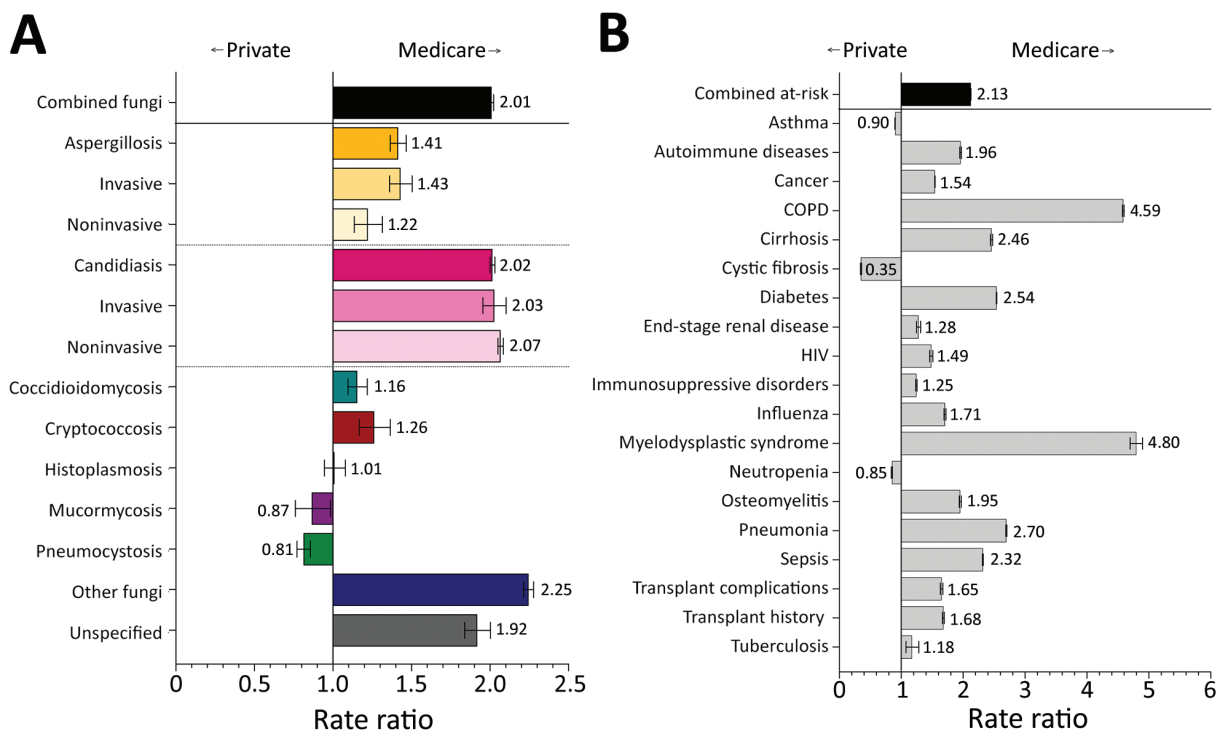 A
←Private Medicare→
Combined fungi 2.01
Aspergillosis 1.41
Invasive 1.43
Noninvasive 1.22
Candidiasis 2.02
Invasive 2.03
Noninvasive 2.07
Coccidioidomycosis 1.16
Cryptococcosis 1.26
Histoplasmosis 1.01
Mucormycosis 0.87
Pneumocystosis 0.81
Other fungi 2.25
Unspecified 1.92
0 0.5 1.0 1.5 2.0 2.5
Rate ratio
B
←Private Medicare→
Combined at-risk 2.13
Asthma 0.90
Autoimmune diseases 1.96
Cancer 1.54
COPD 4.59
Cirrhosis 2.46
Cystic fibrosis 0.35
Diabetes 2.54
End-stage renal disease 1.28
HIV 1.49
Immunosuppressive disorders 1.25
Influenza 1.71
Myelodysplastic syndrome 4.80
Neutropenia 0.85
Osteomyelitis 1.95
Pneumonia 2.70
Sepsis 2.32
Transplant complications 1.65
Transplant history 1.68
Tuberculosis 1.18
0 1 2 3 4 5 6
Rate ratio